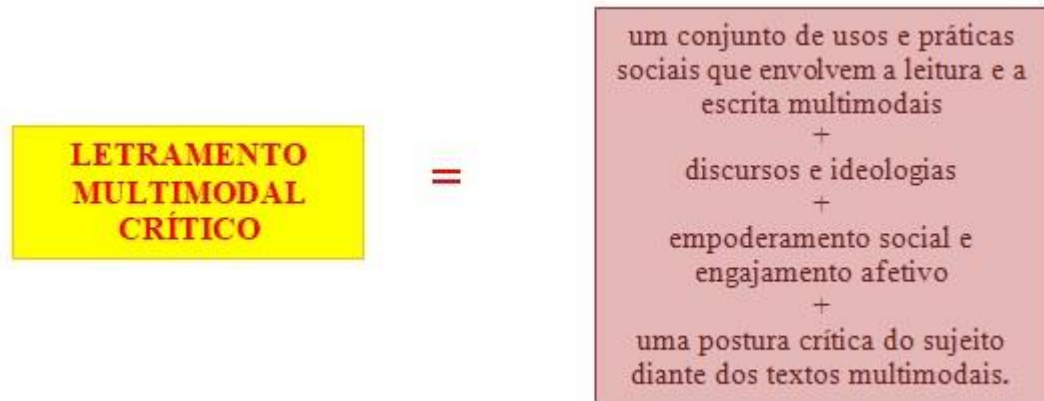 LETRAMENTO
MULTIMODAL
CRÍTICO
=
um conjunto de usos e práticas
sociais que envolvem a leitura e a
escrita multimodais
+
discursos e ideologias
+
empoderamento social e
engajamento afetivo
+
uma postura crítica do sujeito
diante dos textos multimodais.